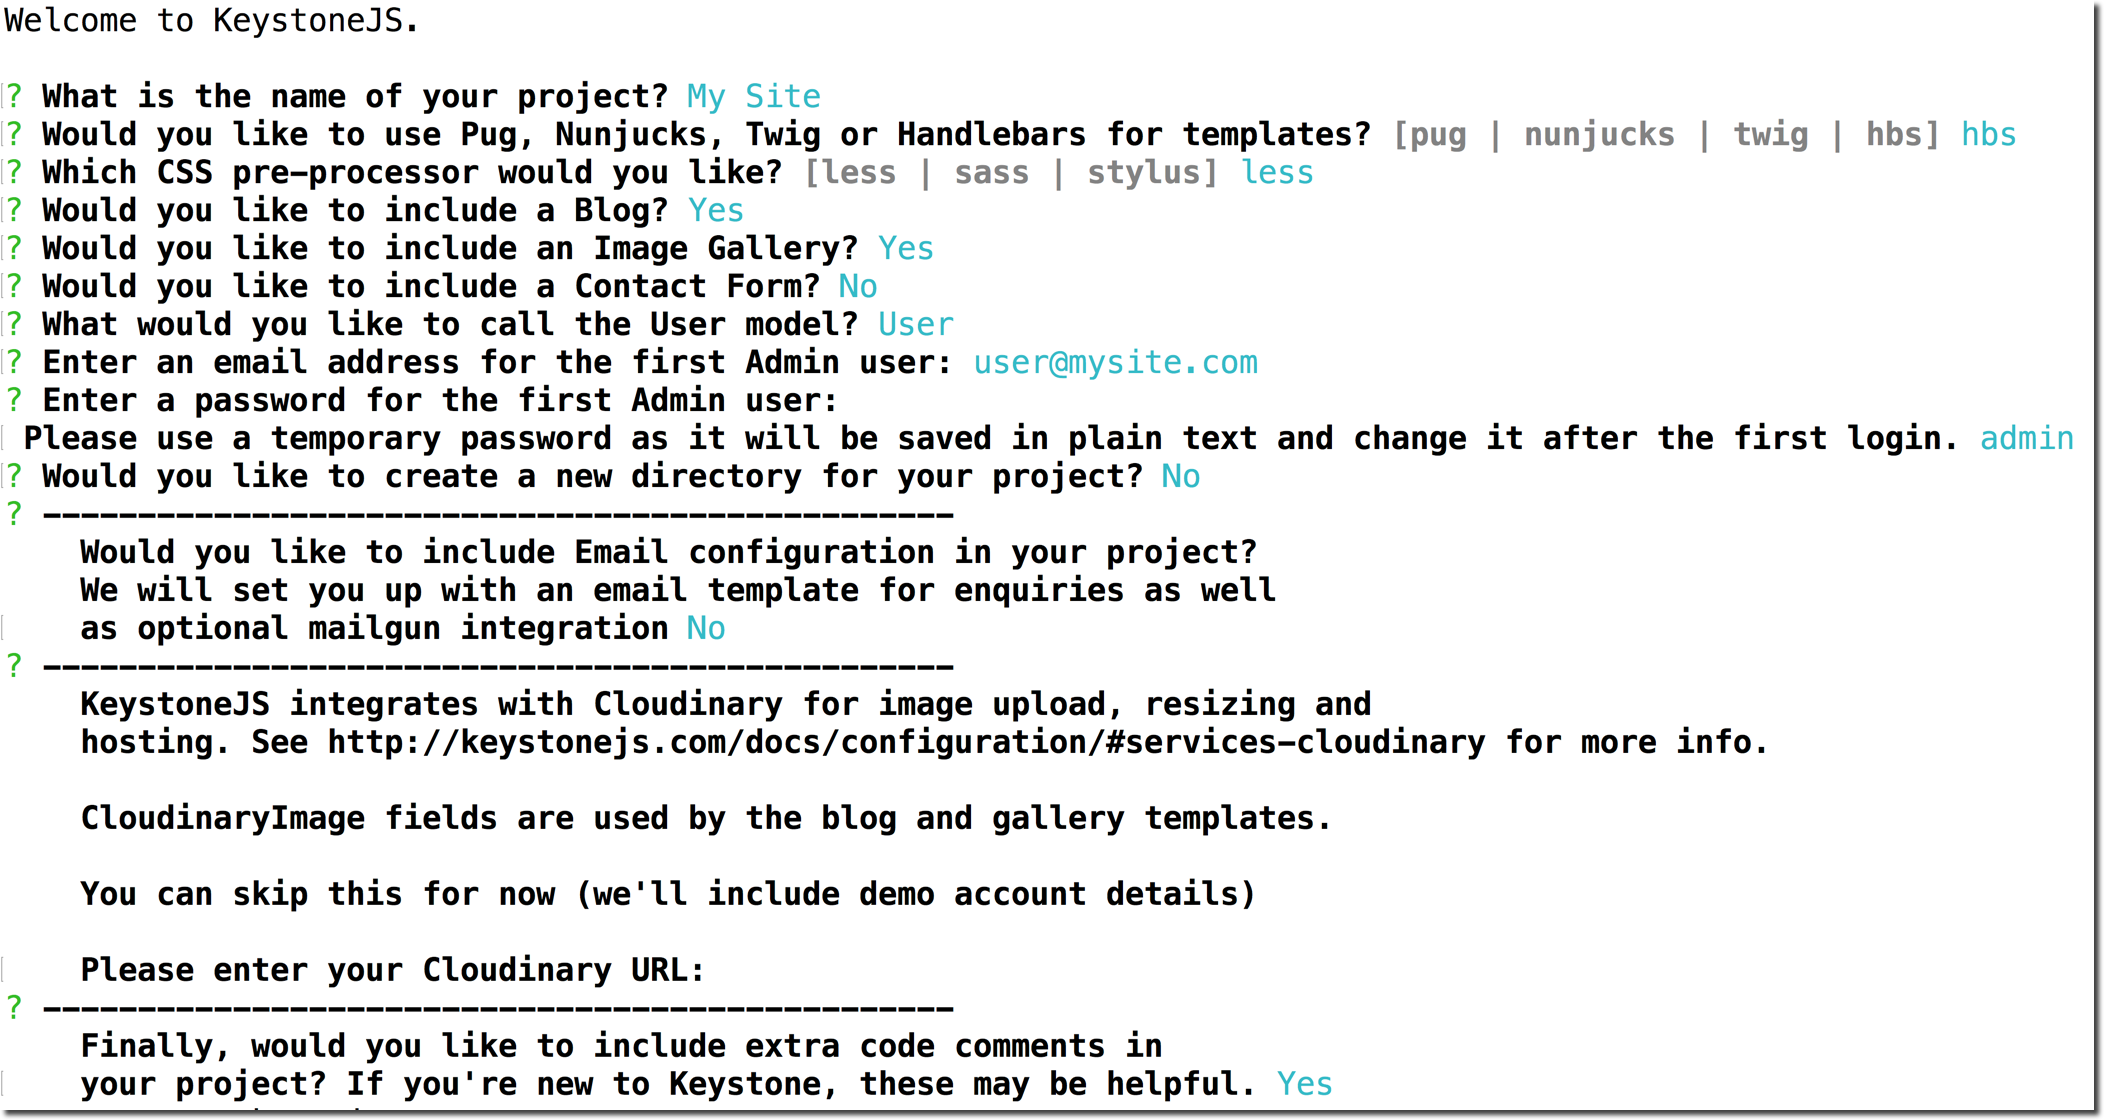 Welcome to KeystoneJS.
? What is the name of your project? My Site
? Would you like to use Pug, Nunjucks, Twig or Handlebars for templates? [pug | nunjucks | twig | hbs] hbs
? Which CSS pre-processor would you like? [less | sass | stylus] less
? Would you like to include a Blog? Yes
? Would you like to include an Image Gallery? Yes
? Would you like to include a Contact Form? No
? What would you like to call the User model? User
? Enter an email address for the first Admin user: user@mysite.com
? Enter a password for the first Admin user:
Please use a temporary password as it will be saved in plain text and change it after the first login. admin
? Would you like to create a new directory for your project? No
? ------------------------------------------------
Would you like to include Email configuration in your project?
We will set you up with an email template for enquiries as well
as optional mailgun integration No
? ------------------------------------------------
KeystoneJS integrates with Cloudinary for image upload, resizing and
hosting. See http://keystonejs.com/docs/configuration/#services-cloudinary for more info.
CloudinaryImage fields are used by the blog and gallery templates.
You can skip this for now (we'll include demo account details)
Please enter your Cloudinary URL:
? ------------------------------------------------
Finally, would you like to include extra code comments in
your project? If you're new to Keystone, these may be helpful. Yes